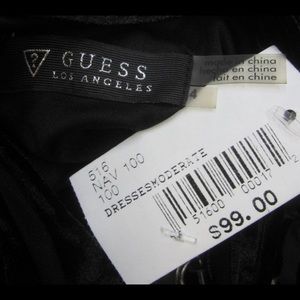 ?
GUESS
LOS ANGELES
made in china
hecho en china
fait en chine
4
516
NAV 100
100
DRESSESMODERATE
51600 00017 2
$99.00